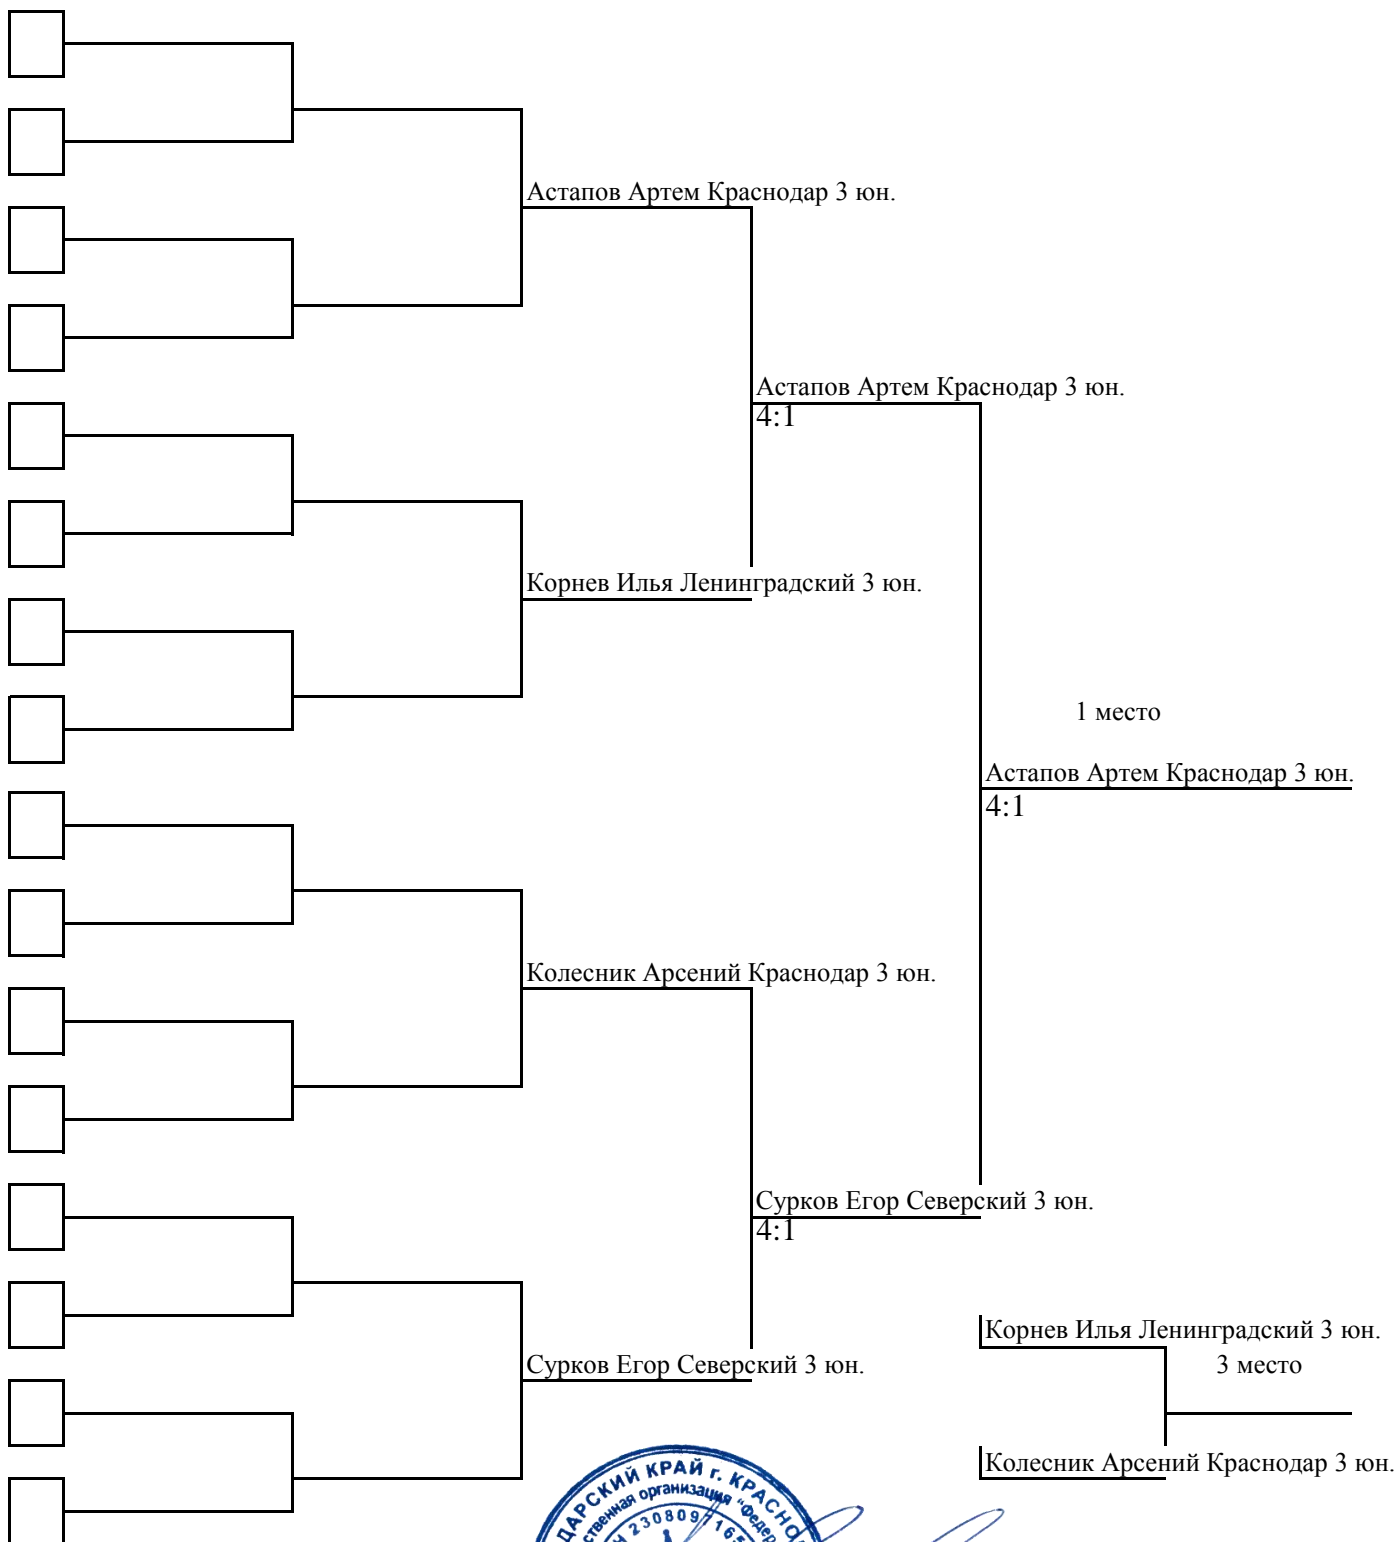 Астапов Артем Краснодар 3 юн.
Астапов Артем Краснодар 3 юн.
4:1
Корнев Илья Ленинградский 3 юн.
1 место
Астапов Артем Краснодар 3 юн.
4:1
Колесник Арсений Краснодар 3 юн.
Сурков Егор Северский 3 юн.
4:1
Корнев Илья Ленинградский 3 юн.
Сурков Егор Северский 3 юн.
3 место
Колесник Арсений Краснодар 3 юн.
КРАЙ г.
организация